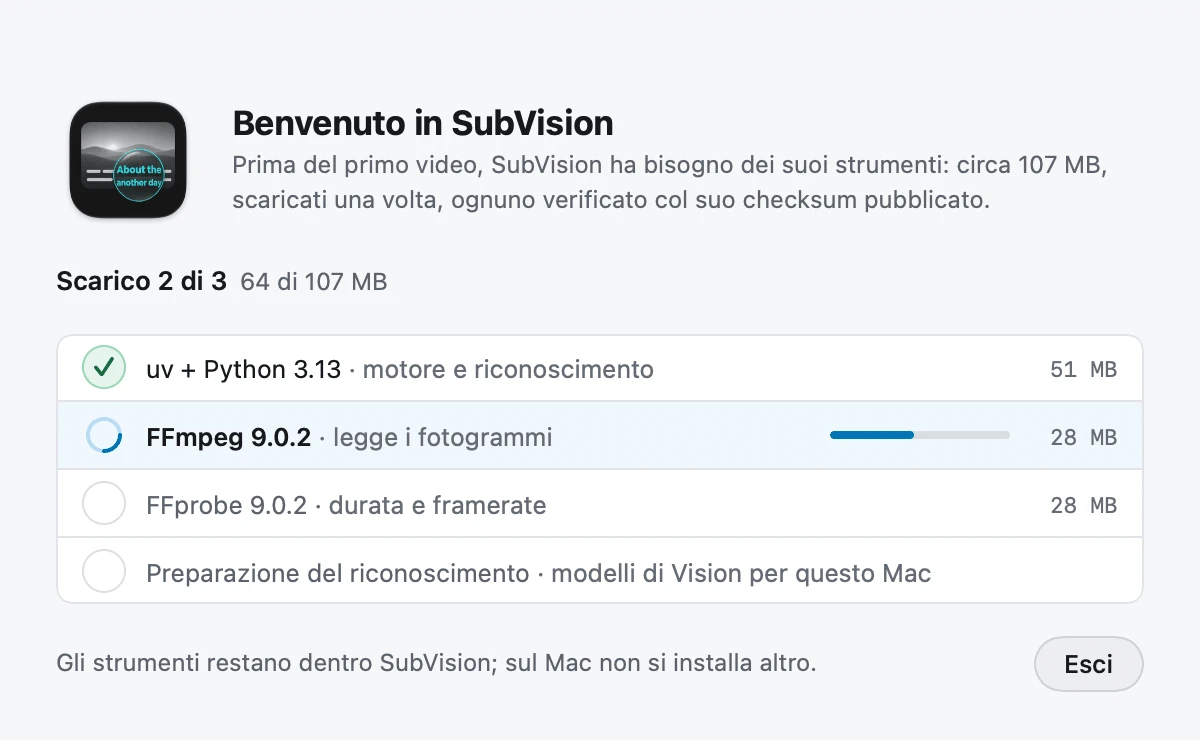 About the
another day
Benvenuto in SubVision
Prima del primo video, SubVision ha bisogno dei suoi strumenti: circa 107 MB,
scaricati una volta, ognuno verificato col suo checksum pubblicato.
Scarico 2 di 3 64 di 107 MB
uv + Python 3.13 · motore e riconoscimento 51 MB
FFmpeg 9.0.2 · legge i fotogrammi 28 MB
FFprobe 9.0.2 · durata e framerate 28 MB
Preparazione del riconoscimento · modelli di Vision per questo Mac
Gli strumenti restano dentro SubVision; sul Mac non si installa altro.
Esci